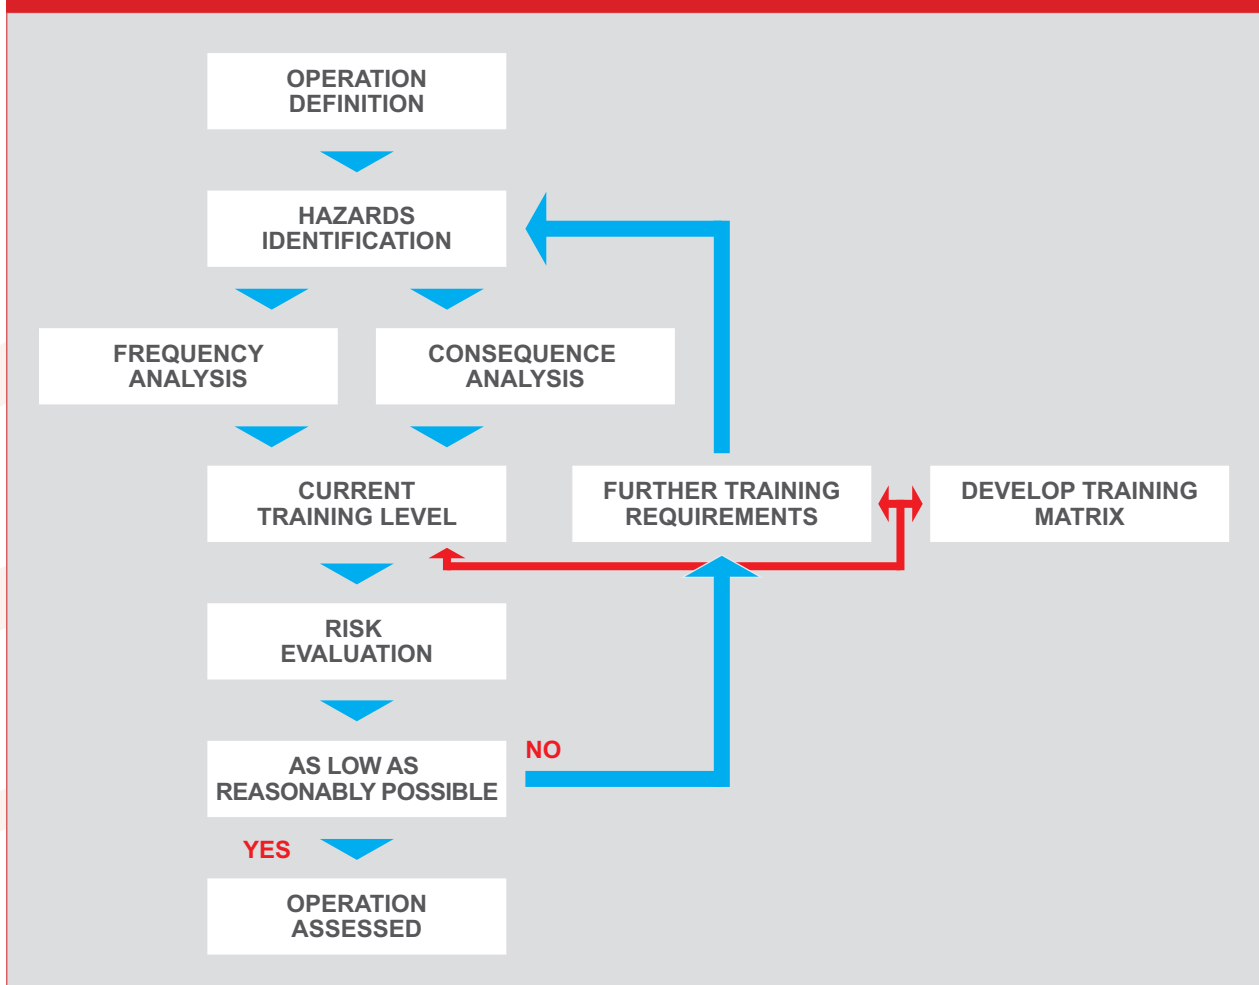 OPERATION
DEFINITION
HAZARDS
IDENTIFICATION
FREQUENCY
ANALYSIS
CONSEQUENCE
ANALYSIS
CURRENT
TRAINING LEVEL
FURTHER TRAINING
REQUIREMENTS
DEVELOP TRAINING
MATRIX
RISK
EVALUATION
AS LOW AS
REASONABLY POSSIBLE
NO
YES
OPERATION
ASSESSED